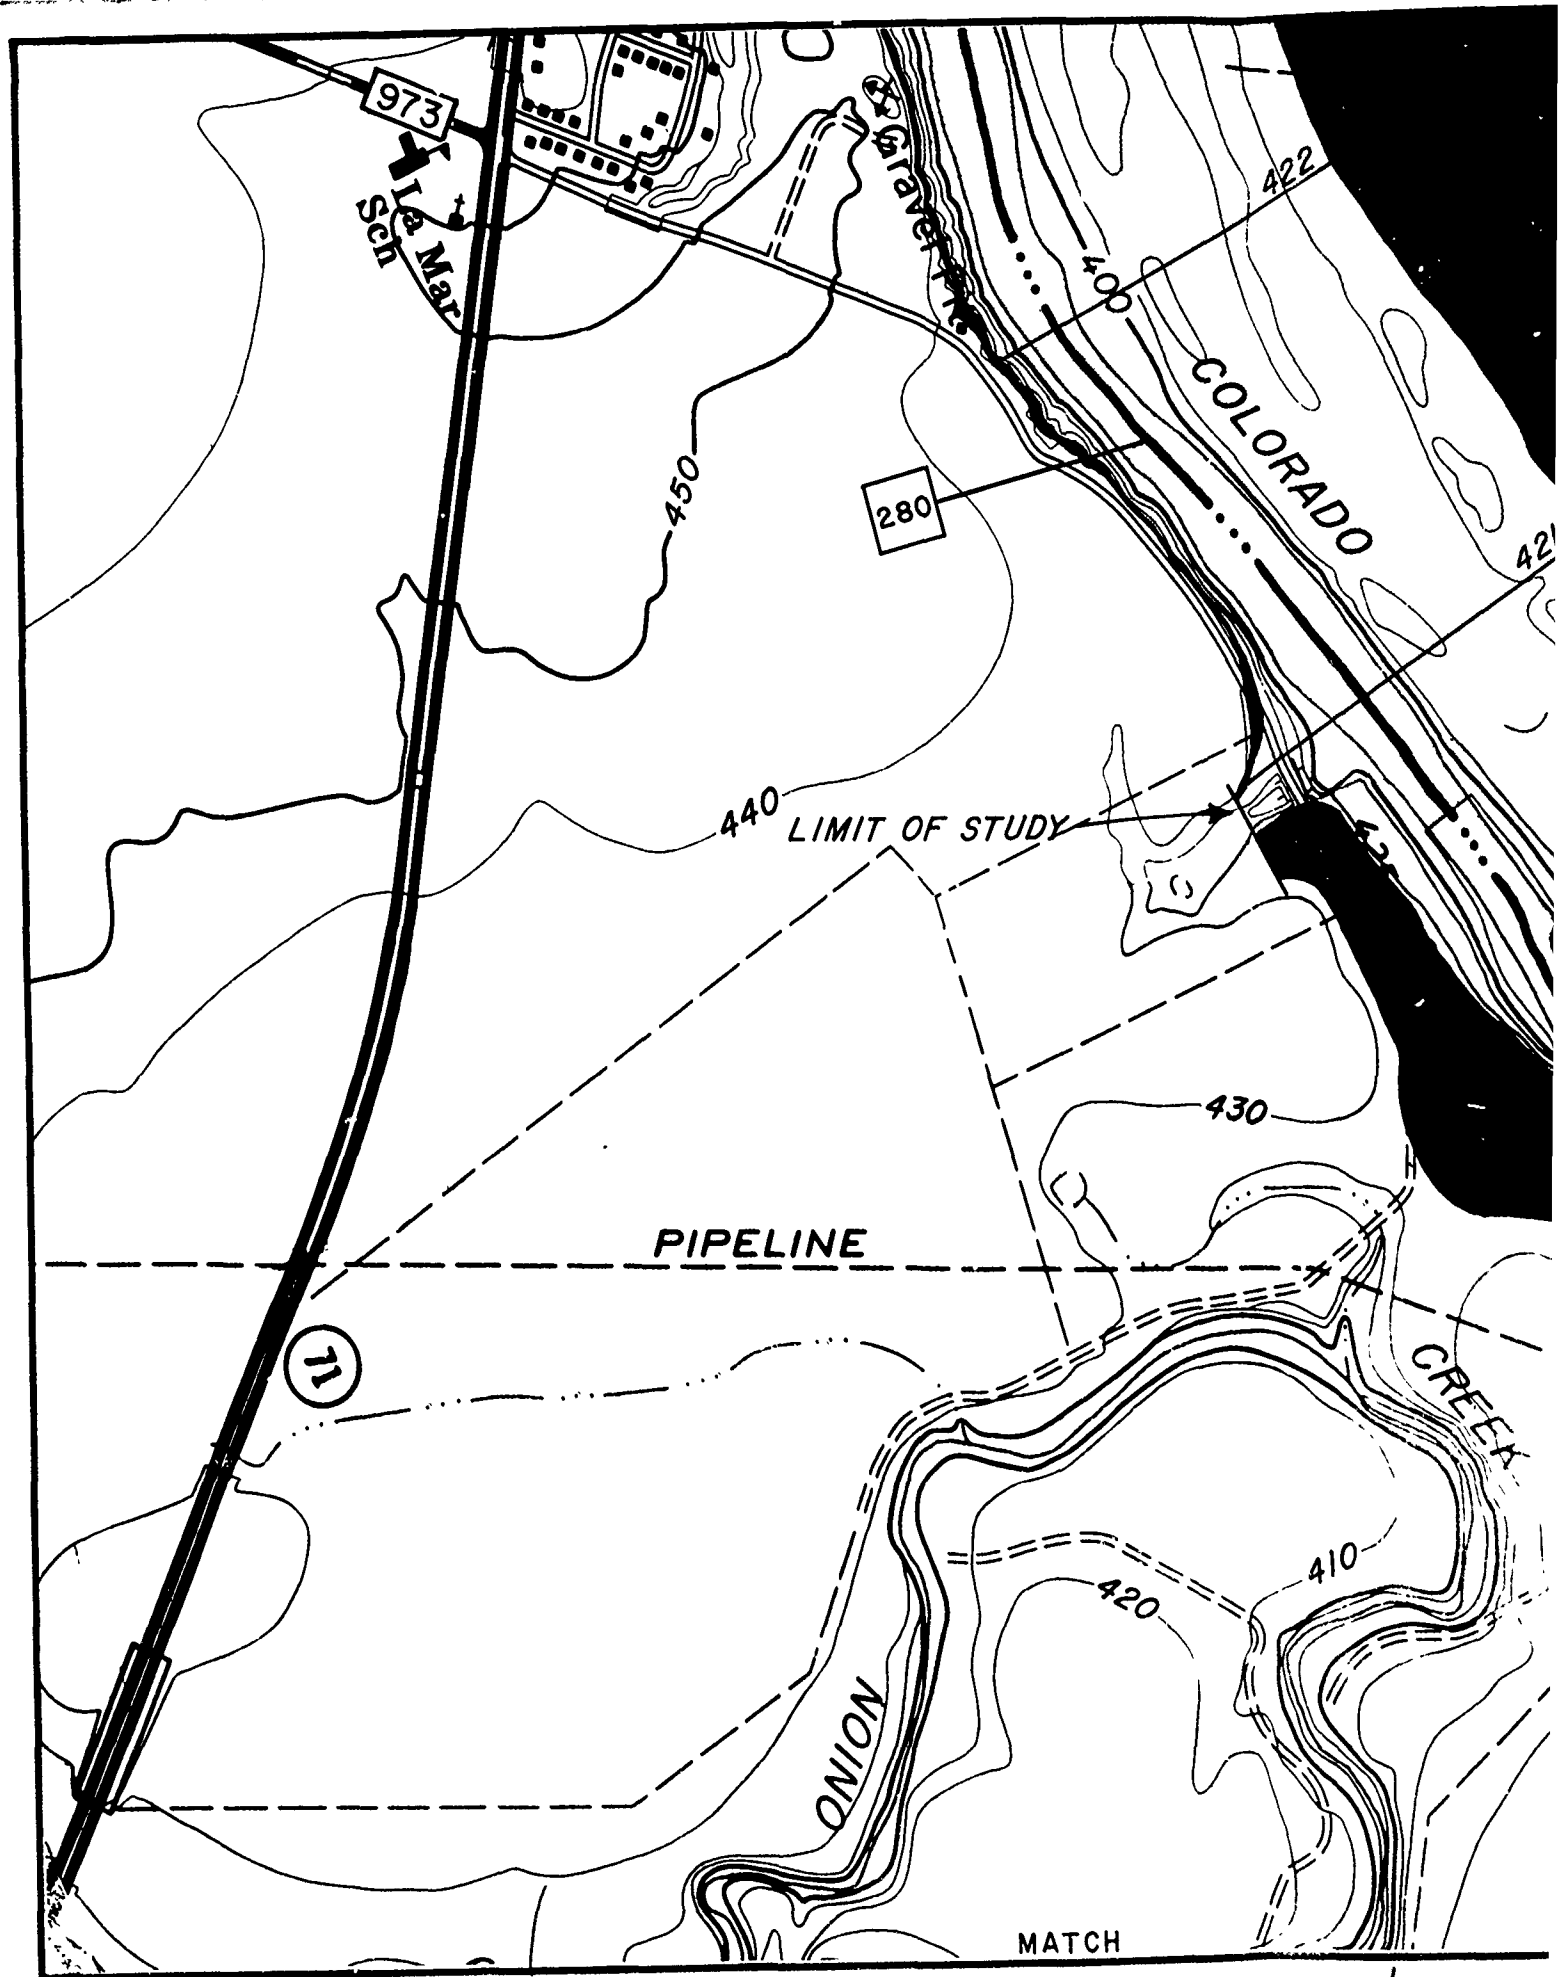 973
La Mar
Sch
Gravel Pit
422
400
COLORADO
450
280
421
440
LIMIT OF STUDY
430
PIPELINE
71
CREEK
410
420
ONION
MATCH